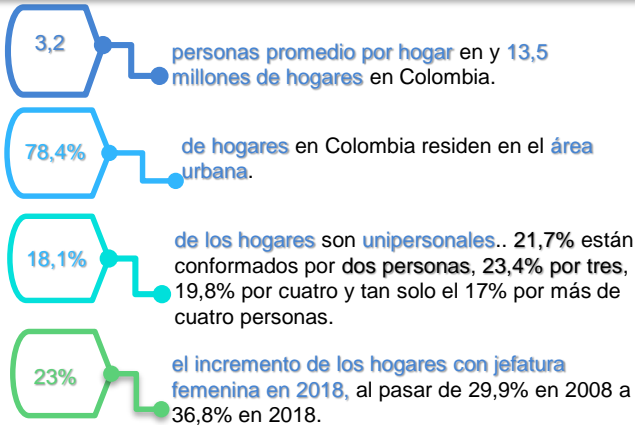 3,2
personas promedio por hogar en y 13,5
millones de hogares en Colombia.
78,4%
de hogares en Colombia residen en el área
urbana.
18,1%
de los hogares son unipersonales.. 21,7% están
conformados por dos personas, 23,4% por tres,
19,8% por cuatro y tan solo el 17% por más de
cuatro personas.
23%
el incremento de los hogares con jefatura
femenina en 2018, al pasar de 29,9% en 2008 a
36,8% en 2018.